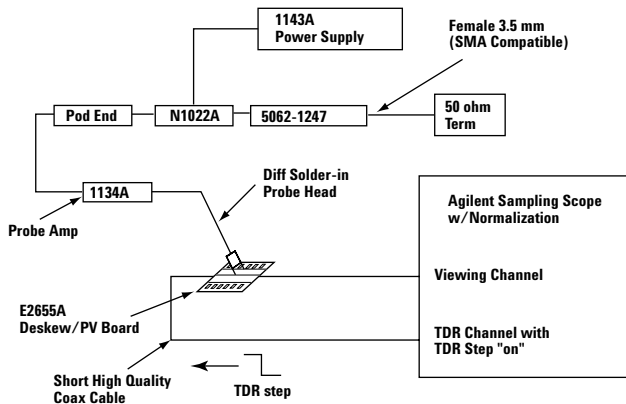 1143A
Power Supply
Female 3.5 mm
(SMA Compatible)
Pod End
N1022A
5062-1247
50 ohm
Term
1134A
Diff Solder-in
Probe Head
Probe Amp
Agilent Sampling Scope
w/Normalization
Viewing Channel
E2655A
Deskew/PV Board
TDR Channel with
TDR Step "on"
Short High Quality
Coax Cable
TDR step